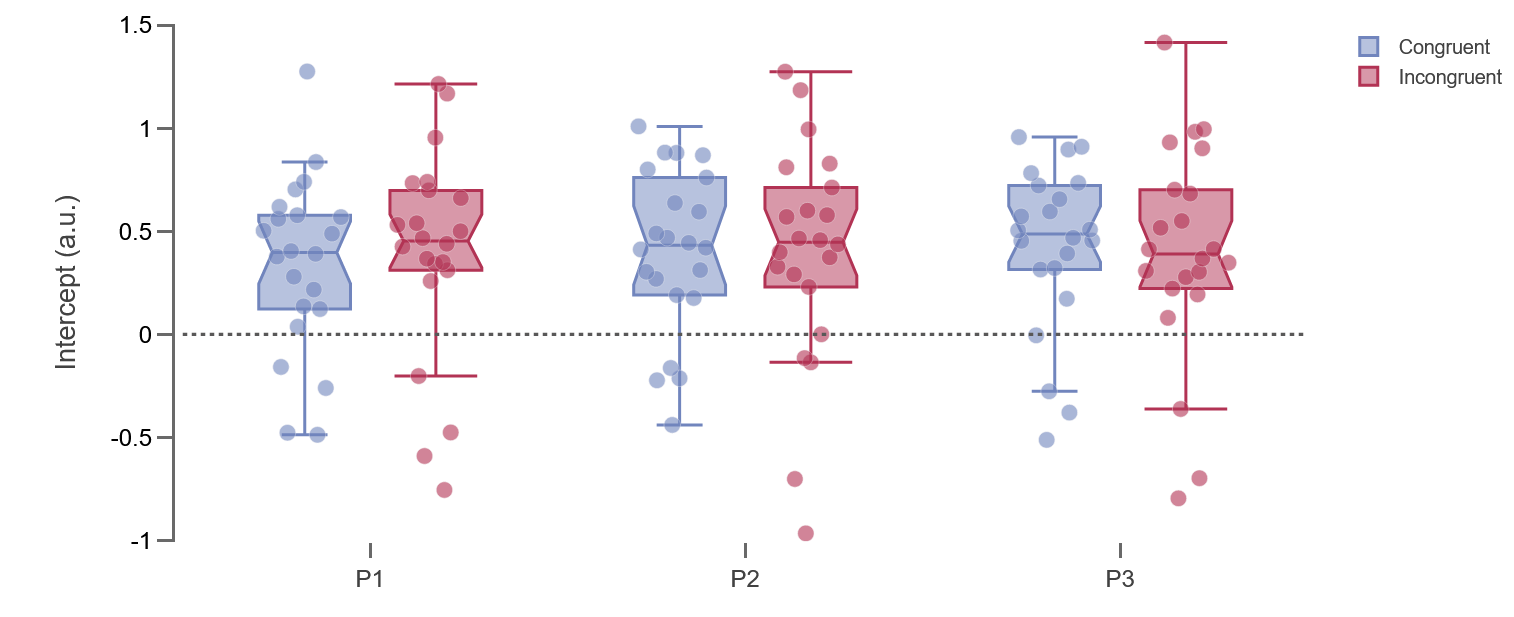 1.5
1
0.5
0
-0.5
-1
Intercept (a.u.)
P1
P2
P3
Congruent
Incongruent